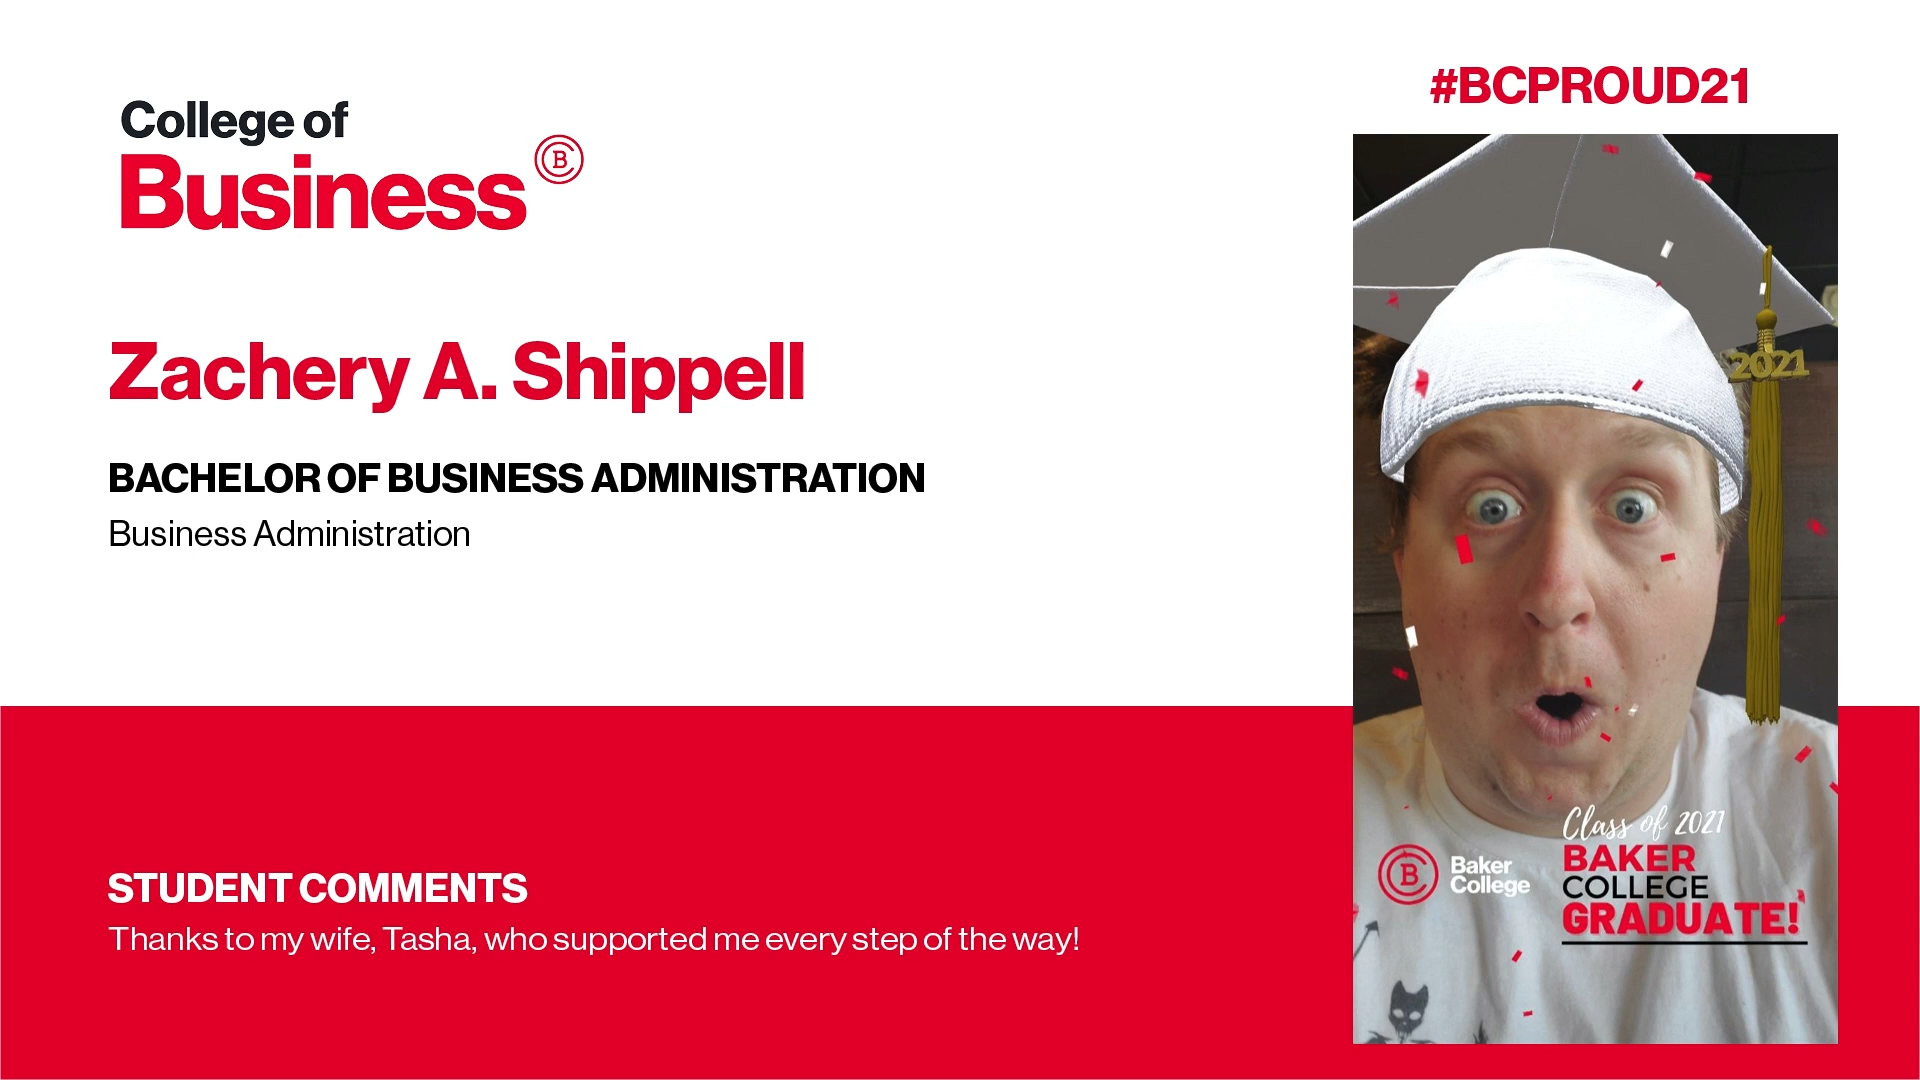 College of
Business
B
Zachery A. Shippell
BACHELOR OF BUSINESS ADMINISTRATION
Business Administration
STUDENT COMMENTS
Thanks to my wife, Tasha, who supported me every step of the way!
#BCPROUD21
2021
Class of 2021
BAKER
COLLEGE
GRADUATE!
B
Baker
College